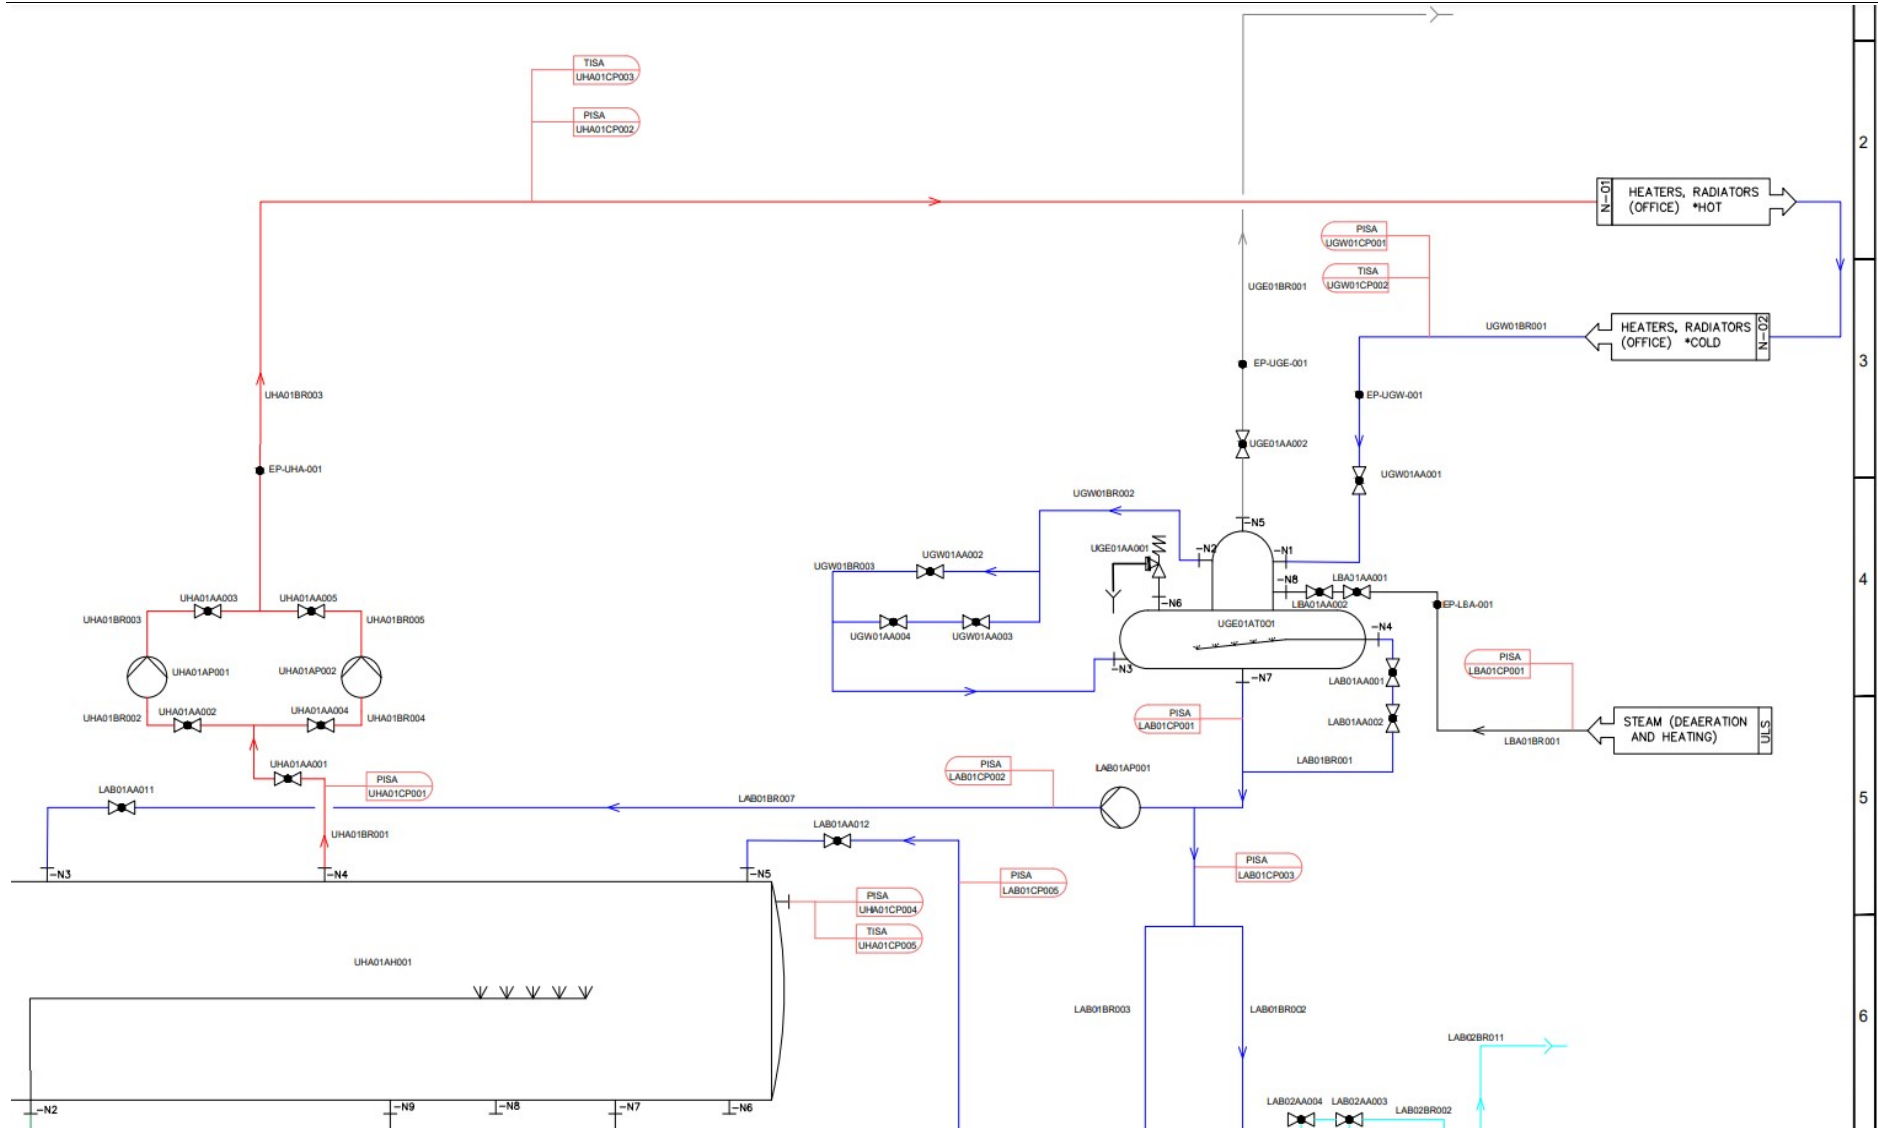 TISA
UHA01CP003
PISA
UHA01CP002
2
N-01
HEATERS, RADIATORS
(OFFICE) *HOT
PISA
UGW01CP001
TISA
UGW01CP002
UGE01BR001
UGW01BR001
HEATERS, RADIATORS
(OFFICE) *COLD
N-02
3
EP-UGE-001
UHA01BR003
EP-UGW-001
UGE01AA002
EP-UHA-001
UGW01AA001
UGW01BR002
-N5
UGE01AA001
-N2
-N1
UGW01AA002
UGW01BR003
-N8
LBA01AA001
4
UHA01AA003
UHA01AA005
-N6
LBA01AA002
EP-LBA-001
UHA01BR003
UHA01BR005
UGE01AT001
-N4
UGW01AA004
UGW01AA003
PISA
LBA01CP001
UHA01AP001
UHA01AP002
-N3
-N7
LAB01AA001
UHA01BR002
UHA01AA002
UHA01AA004
UHA01BR004
PISA
LAB01CP001
LAB01AA002
STEAM (DEAERATION
AND HEATING)
ULS
LBA01BR001
UHA01AA001
PISA
UHA01CP001
PISA
LAB01CP002
LAB01AP001
LAB01BR001
LAB01AA011
LAB01BR007
5
UHA01BR001
LAB01AA012
-N3
-N4
-N5
PISA
LAB01CP005
PISA
LAB01CP003
PISA
UHA01CP004
TISA
UHA01CP005
UHA01AH001
LAB01BR003
LAB01BR002
6
LAB02BR011
-N2
-N9
-N8
-N7
-N6
LAB02AA004
LAB02AA003
LAB02BR002